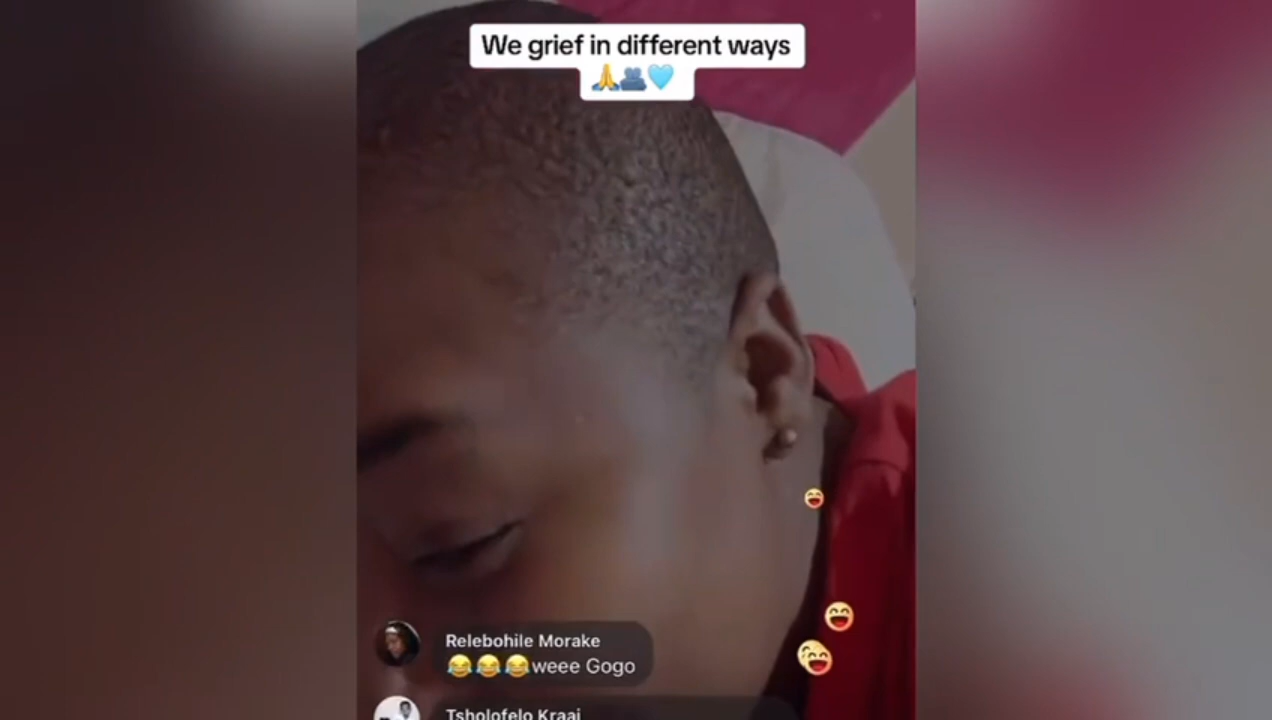 We grief in different ways
🙏🫂🩵
Relebohile Morake
😂😂😂weee Gogo
Tsholofelo Kraai